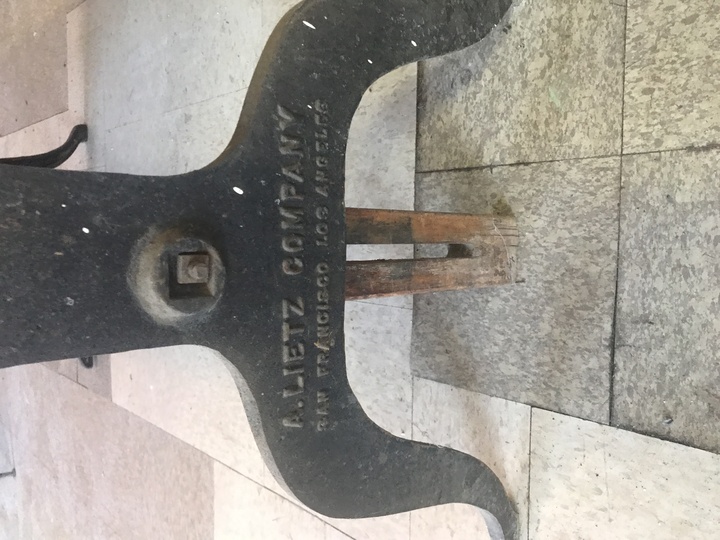 A. LIETZ COMPANY
SAN FRANCISCO LOS ANGELES